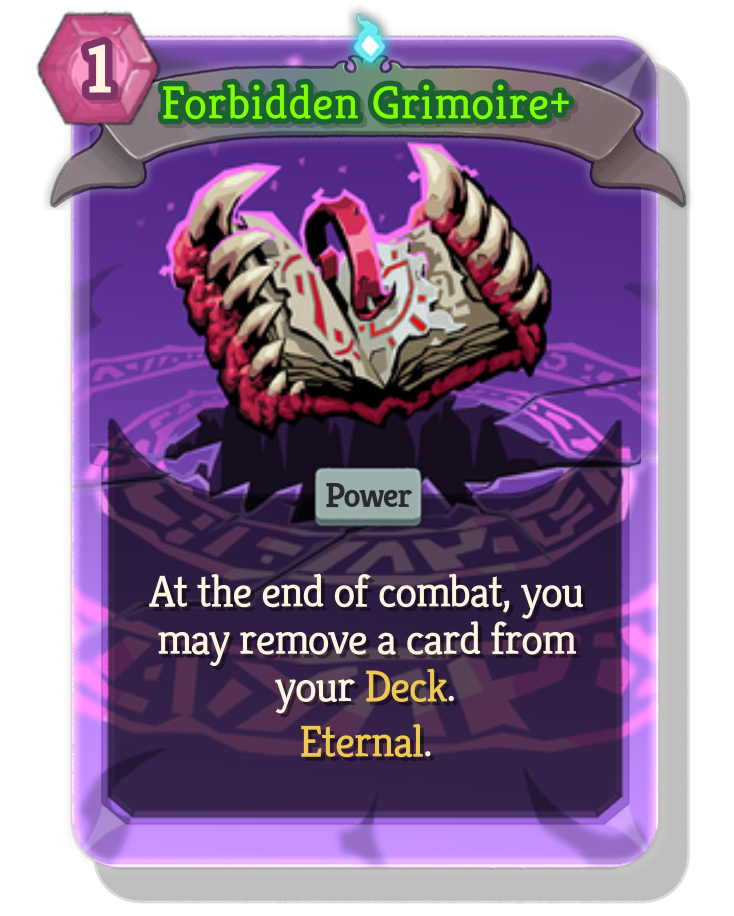 1
Forbidden Grimoire+
Power
At the end of combat, you
may remove a card from
your Deck.
Eternal.